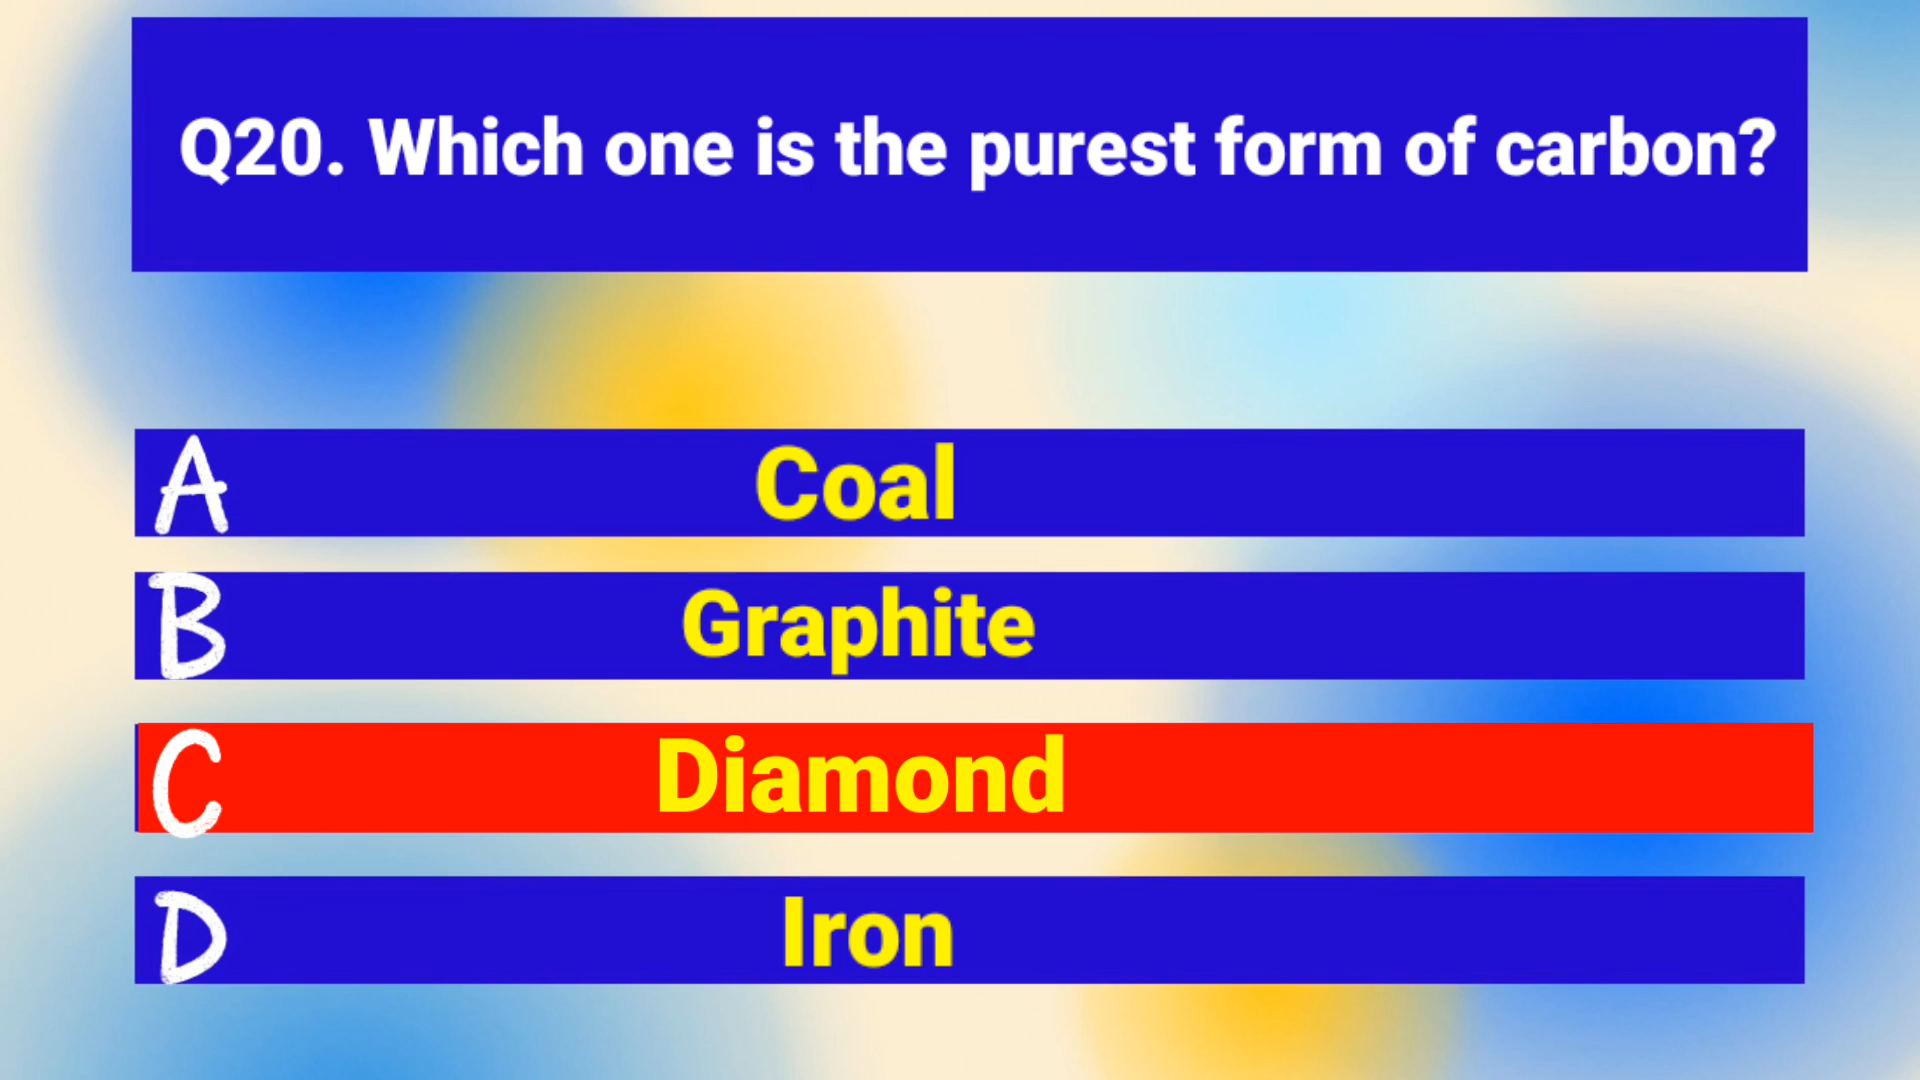 Q20. Which one is the purest form of carbon?
A Coal
B Graphite
C Diamond
D Iron